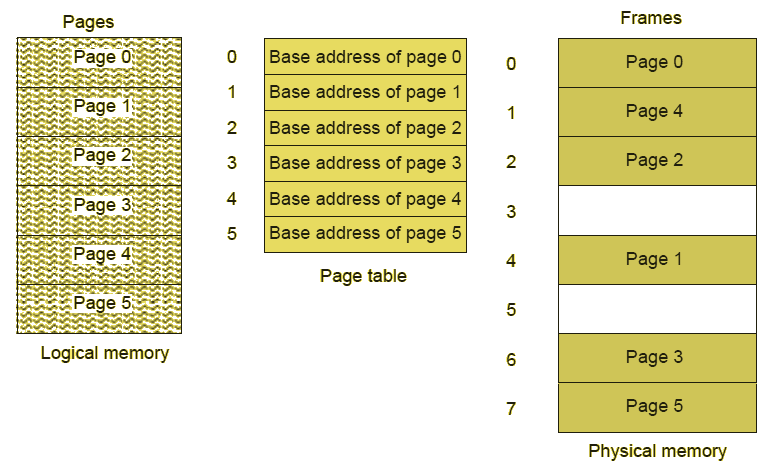 Pages
Page 0
Page 1
Page 2
Page 3
Page 4
Page 5
Logical memory
0 Base address of page 0
1 Base address of page 1
2 Base address of page 2
3 Base address of page 3
4 Base address of page 4
5 Base address of page 5
Page table
Frames
0 Page 0
1 Page 4
2 Page 2
3
4 Page 1
5
6 Page 3
7 Page 5
Physical memory